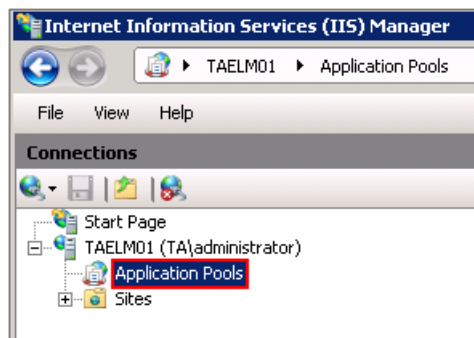 Internet Information Services (IIS) Manager
TAELM01 Application Pools
File View Help
Connections
Start Page
TAELM01 (TA\administrator)
Application Pools
Sites